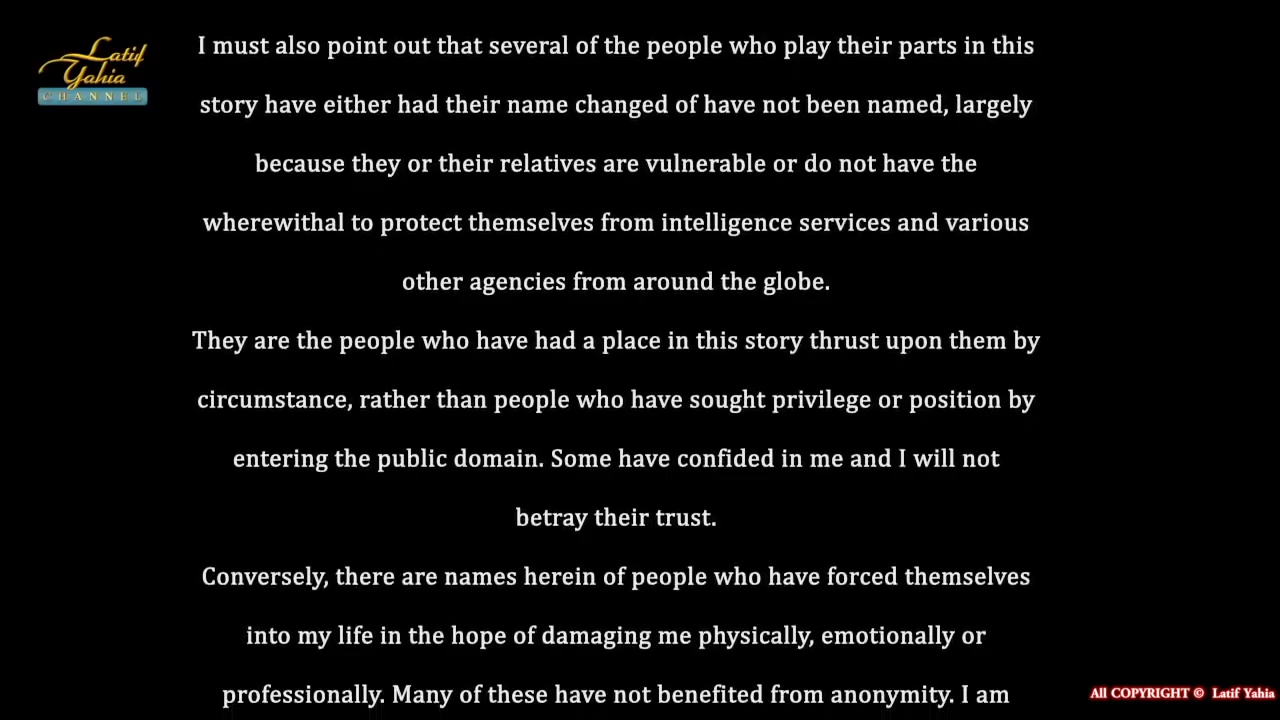 Latif
Yahia
CHANNEL
I must also point out that several of the people who play their parts in this
story have either had their name changed of have not been named, largely
because they or their relatives are vulnerable or do not have the
wherewithal to protect themselves from intelligence services and various
other agencies from around the globe.
They are the people who have had a place in this story thrust upon them by
circumstance, rather than people who have sought privilege or position by
entering the public domain. Some have confided in me and I will not
betray their trust.
Conversely, there are names herein of people who have forced themselves
into my life in the hope of damaging me physically, emotionally or
professionally. Many of these have not benefited from anonymity. I am
All COPYRIGHT © Latif Yahia